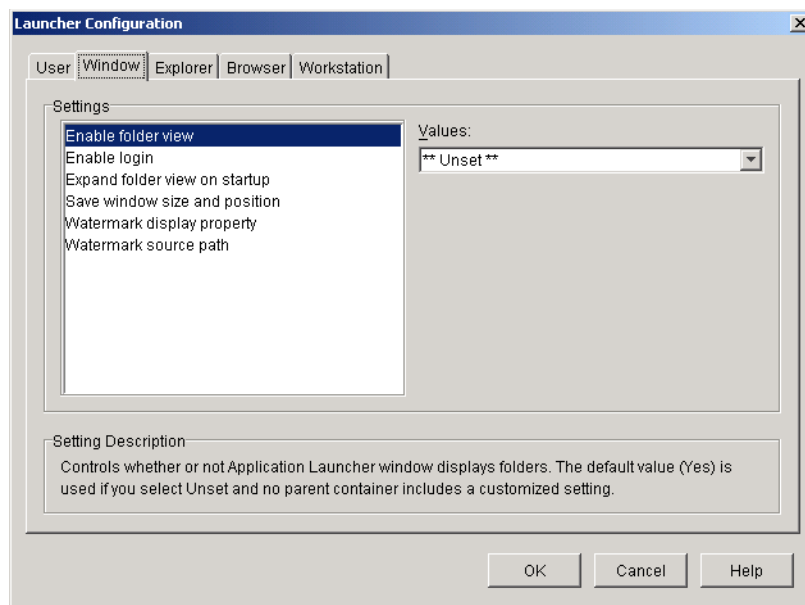 Launcher Configuration
User Window Explorer Browser Workstation
Settings
Enable folder view
Enable login
Expand folder view on startup
Save window size and position
Watermark display property
Watermark source path
Values:
** Unset **
Setting Description
Controls whether or not Application Launcher window displays folders. The default value (Yes) is
used if you select Unset and no parent container includes a customized setting.
OK Cancel Help